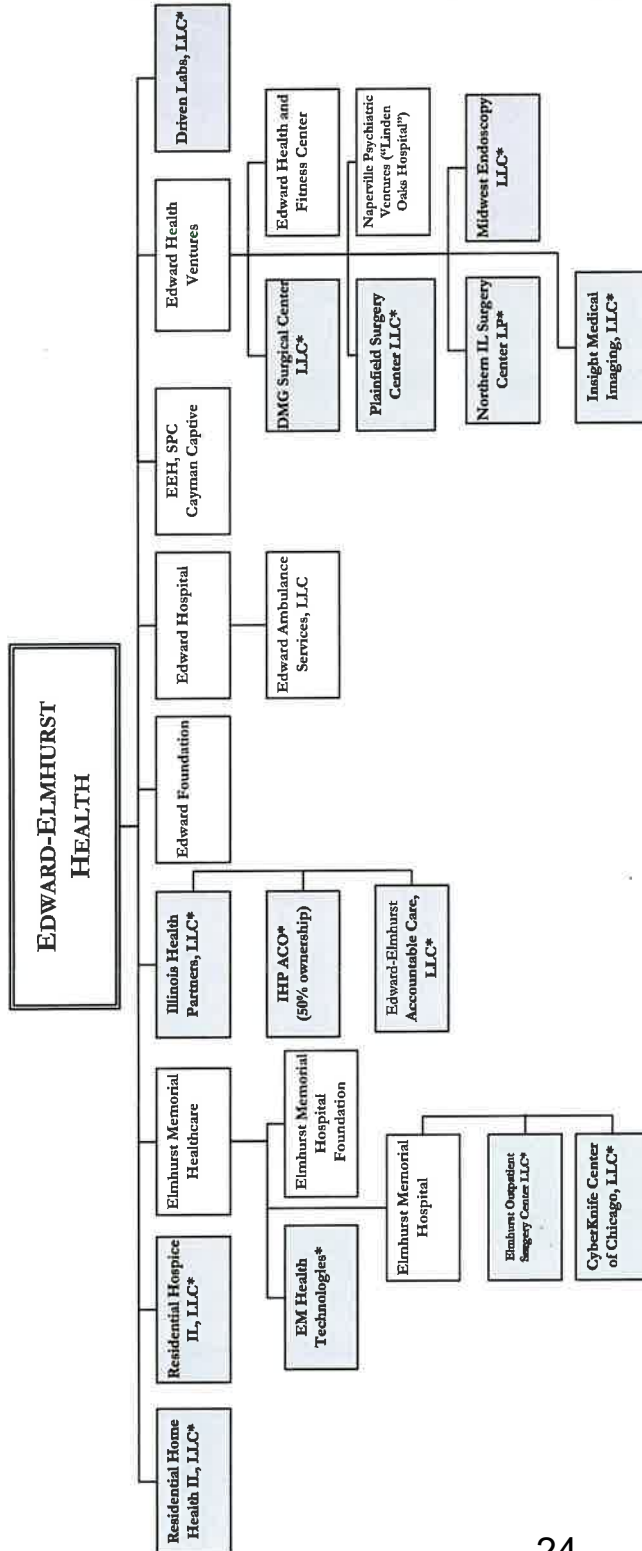 EDWARD-ELMHURST
HEALTH
Residential Home
Health IL, LLC*
Residential Hospice
IL, LLC*
Elmhurst Memorial
Healthcare
Illinois Health
Partners, LLC*
Edward Foundation
Edward Hospital
EEH, SPC
Cayman Captive
Edward Health
Ventures
Driven Labs, LLC*
EM Health
Technologies*
Elmhurst Memorial
Hospital
Foundation
Elmhurst Memorial
Hospital
Elmhurst Outpatient
Surgery Center LLC*
CyberKnife Center
of Chicago, LLC*
IHP ACO*
(50% ownership)
Edward-Elmhurst
Accountable Care,
LLC*
Edward Ambulance
Services, LLC
DMG Surgical Center
LLC*
Edward Health and
Fitness Center
Plainfield Surgery
Center LLC*
Naperville Psychiatric
Ventures ("Linden
Oaks Hospital")
Northern IL Surgery
Center LP*
Midwest Endoscopy
LLC*
Insight Medical
Imaging, LLC*
24